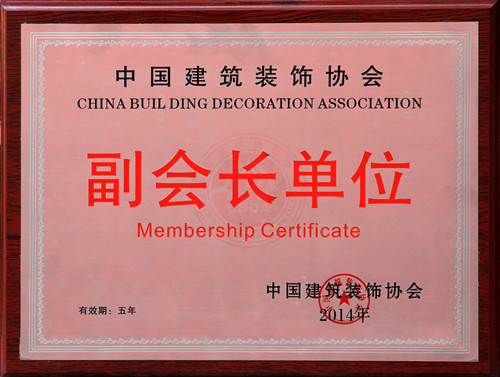 中国建筑装饰协会
CHINA BUIL DING DECORATION ASSOCIATION
副会长单位
Membership Certificate
中国建筑装饰协会
有效期：五年
2014年